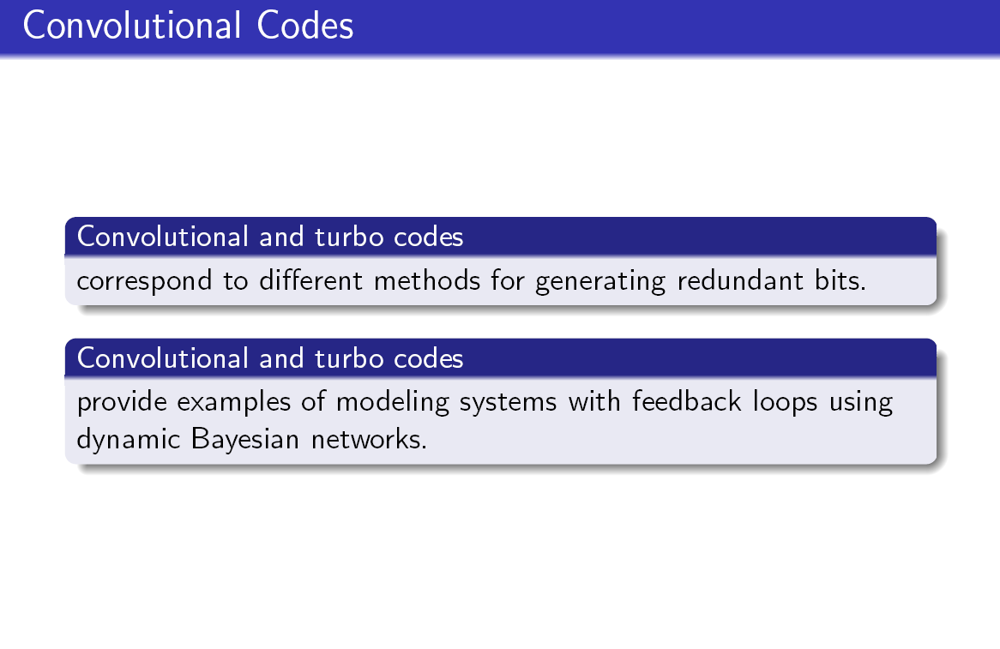 Convolutional Codes
Convolutional and turbo codes
correspond to different methods for generating redundant bits.
Convolutional and turbo codes
provide examples of modeling systems with feedback loops using
dynamic Bayesian networks.